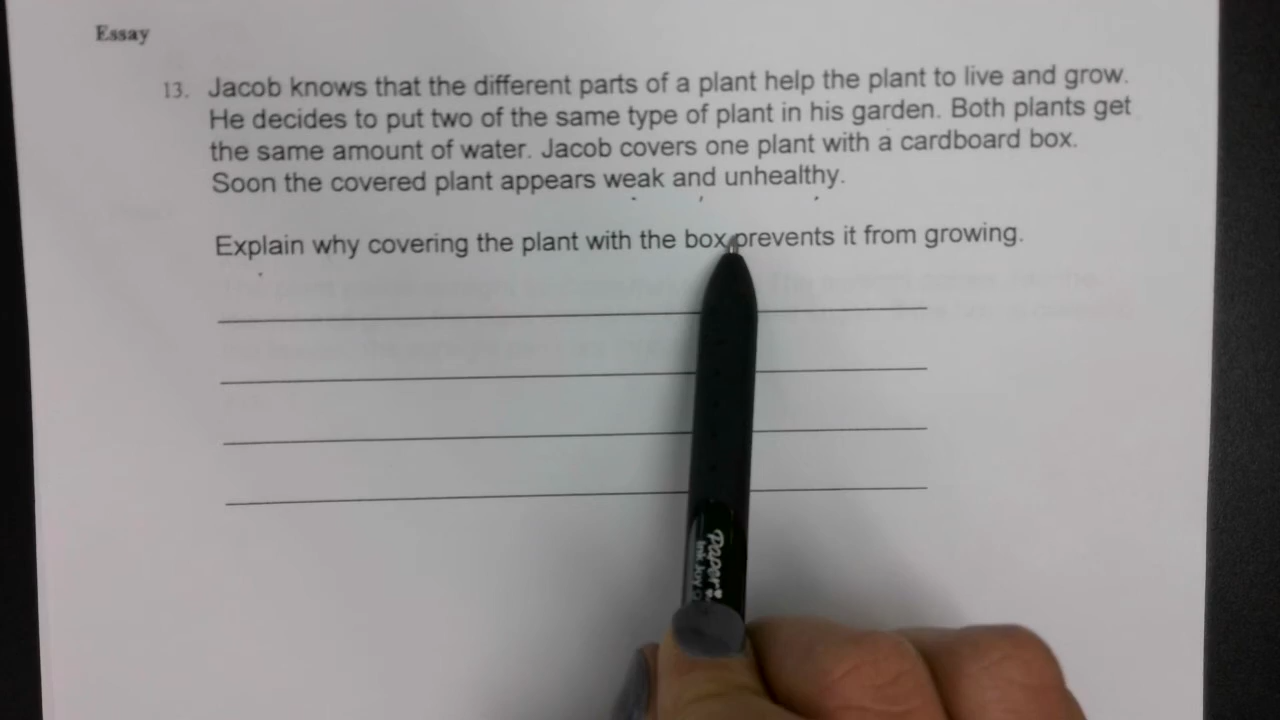 Essay
13. Jacob knows that the different parts of a plant help the plant to live and grow.
He decides to put two of the same type of plant in his garden. Both plants get
the same amount of water. Jacob covers one plant with a cardboard box.
Soon the covered plant appears weak and unhealthy.
Explain why covering the plant with the box prevents it from growing.
Paper
Ink Joy